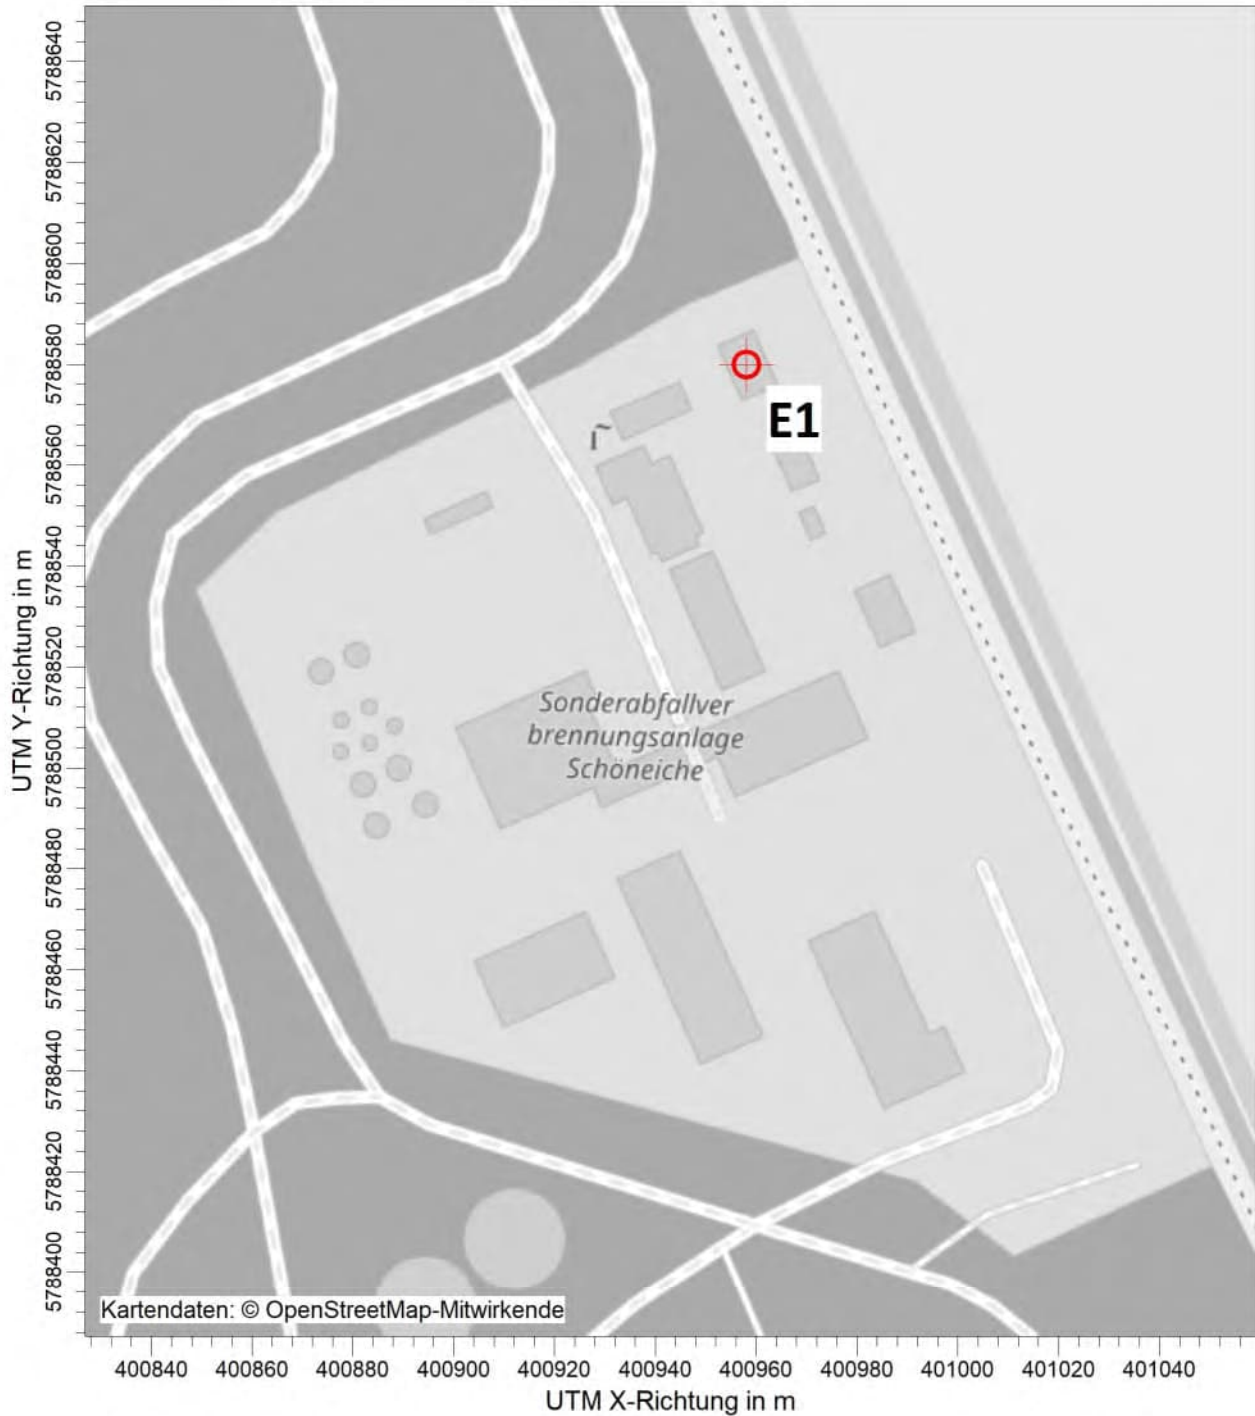 5788640
5788620
5788600
5788580
5788560
5788540
5788520
5788500
5788480
5788460
5788440
5788420
5788400
UTM Y-Richtung in m
E1
Sonderabfallver
brennungsanlage
Schöneiche
Kartendaten: © OpenStreetMap-Mitwirkende
400840 400860 400880 400900 400920 400940 400960 400980 401000 401020 401040
UTM X-Richtung in m